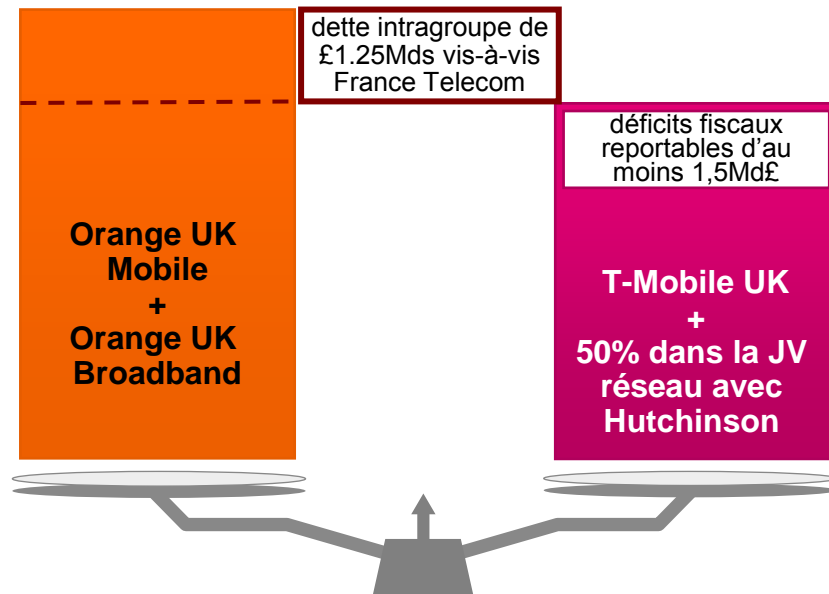 dette intragroupe de
£1.25Mds vis-à-vis
France Telecom
déficits fiscaux
reportables d'au
moins 1,5Md£
Orange UK
Mobile
+
Orange UK
Broadband
T-Mobile UK
+
50% dans la JV
réseau avec
Hutchinson